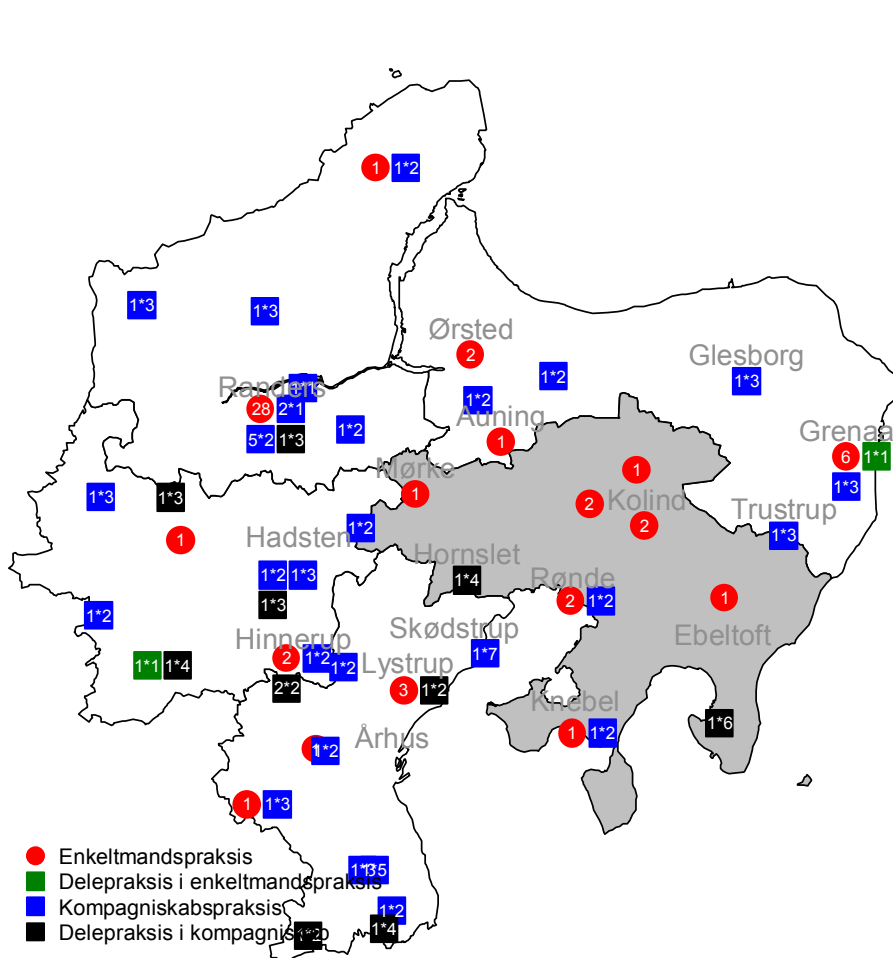 1 1*2
1*3 1*3
Ørsted
2
Glesborg
1*2 1*3
Randers
1*2
28 2*1
Auning
5*2 1*3 1*2
1
Grenaa
6 1*1
1*3
Mørke
1
1
1*3 1*3
2 Kolind
2
Trustrup
1*3
1*2
1
Hadsten
1*2 1*3
1*3
Hornslet
1*4
Rønde
2 1*2
1
Ebeltoft
1*2
Skødstrup
1*7
Hinnerup
2 1*2
1*2
2*2
1*1 1*4
Lystrup
3 1*2
Knebel
1 1*2
1*6
Århus
1*2
1 1*3
1*2
1*4
Enkeltmandspraksis
Delepraksis i enkeltmandspraksis
Kompagniskabspraksis